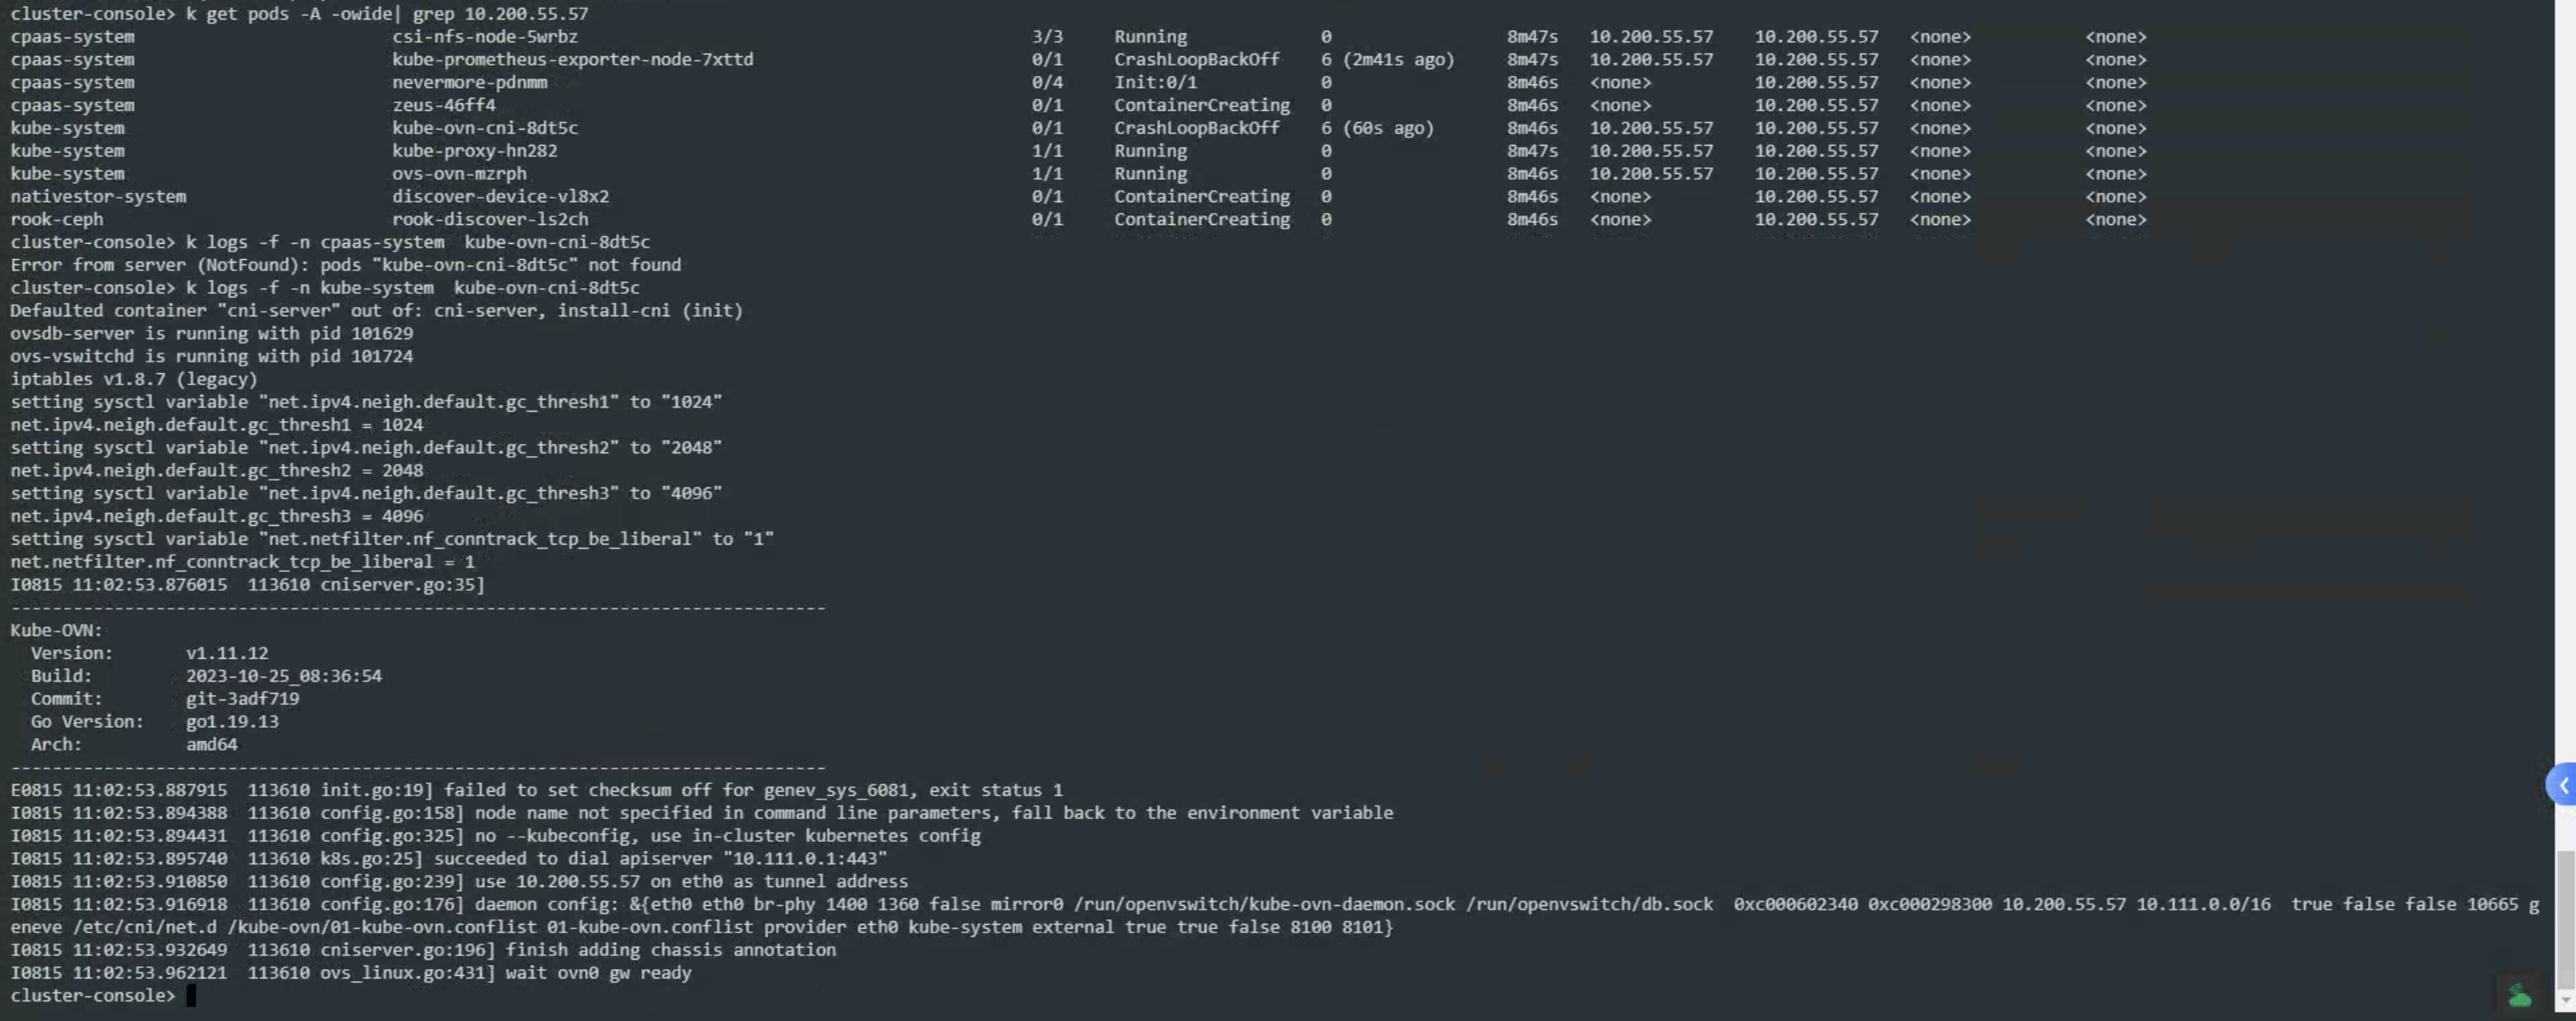 cluster-console> k get pods -A -owide| grep 10.200.55.57
cpaas-system csi-nfs-node-5wrbz 3/3 Running 0 8m47s 10.200.55.57 10.200.55.57 <none> <none>
cpaas-system kube-prometheus-exporter-node-7xttd 0/1 CrashLoopBackOff 6 (2m41s ago) 8m47s 10.200.55.57 10.200.55.57 <none> <none>
cpaas-system nevermore-pdnmm 0/4 Init:0/1 0 8m46s <none> 10.200.55.57 <none> <none>
cpaas-system zeus-46ff4 0/1 ContainerCreating 0 8m46s <none> 10.200.55.57 <none> <none>
kube-system kube-ovn-cni-8dt5c 0/1 CrashLoopBackOff 6 (60s ago) 8m46s 10.200.55.57 10.200.55.57 <none> <none>
kube-system kube-proxy-hn282 1/1 Running 0 8m47s 10.200.55.57 10.200.55.57 <none> <none>
kube-system ovs-ovn-mzrph 1/1 Running 0 8m46s 10.200.55.57 10.200.55.57 <none> <none>
nativestor-system discover-device-vl8x2 0/1 ContainerCreating 0 8m46s <none> 10.200.55.57 <none> <none>
rook-ceph rook-discover-ls2ch 0/1 ContainerCreating 0 8m46s <none> 10.200.55.57 <none> <none>
cluster-console> k logs -f -n cpaas-system  kube-ovn-cni-8dt5c
Error from server (NotFound): pods "kube-ovn-cni-8dt5c" not found
cluster-console> k logs -f -n kube-system  kube-ovn-cni-8dt5c
Defaulted container "cni-server" out of: cni-server, install-cni (init)
ovsdb-server is running with pid 101629
ovs-vswitchd is running with pid 101724
iptables v1.8.7 (legacy)
setting sysctl variable "net.ipv4.neigh.default.gc_thresh1" to "1024"
net.ipv4.neigh.default.gc_thresh1 = 1024
setting sysctl variable "net.ipv4.neigh.default.gc_thresh2" to "2048"
net.ipv4.neigh.default.gc_thresh2 = 2048
setting sysctl variable "net.ipv4.neigh.default.gc_thresh3" to "4096"
net.ipv4.neigh.default.gc_thresh3 = 4096
setting sysctl variable "net.netfilter.nf_conntrack_tcp_be_liberal" to "1"
net.netfilter.nf_conntrack_tcp_be_liberal = 1
I0815 11:02:53.876015  113610 cniserver.go:35]
-------------------------------------------------------------------------------
Kube-OVN:
Version: v1.11.12
Build: 2023-10-25_08:36:54
Commit: git-3adf719
Go Version: go1.19.13
Arch: amd64
-------------------------------------------------------------------------------
E0815 11:02:53.887915  113610 init.go:19] failed to set checksum off for genev_sys_6081, exit status 1
I0815 11:02:53.894388  113610 config.go:158] node name not specified in command line parameters, fall back to the environment variable
I0815 11:02:53.894431  113610 config.go:325] no --kubeconfig, use in-cluster kubernetes config
I0815 11:02:53.895740  113610 k8s.go:25] succeeded to dial apiserver "10.111.0.1:443"
I0815 11:02:53.910850  113610 config.go:239] use 10.200.55.57 on eth0 as tunnel address
I0815 11:02:53.916918  113610 config.go:176] daemon config: &{eth0 eth0 br-phy 1400 1360 false mirror0 /run/openvswitch/kube-ovn-daemon.sock /run/openvswitch/db.sock  0xc000602340 0xc000298300 10.200.55.57 10.111.0.0/16  true false false 10665 g
eneve /etc/cni/net.d /kube-ovn/01-kube-ovn.conflist 01-kube-ovn.conflist provider eth0 kube-system external true true false 8100 8101}
I0815 11:02:53.932649  113610 cniserver.go:196] finish adding chassis annotation
I0815 11:02:53.962121  113610 ovs_linux.go:431] wait ovn0 gw ready
cluster-console>